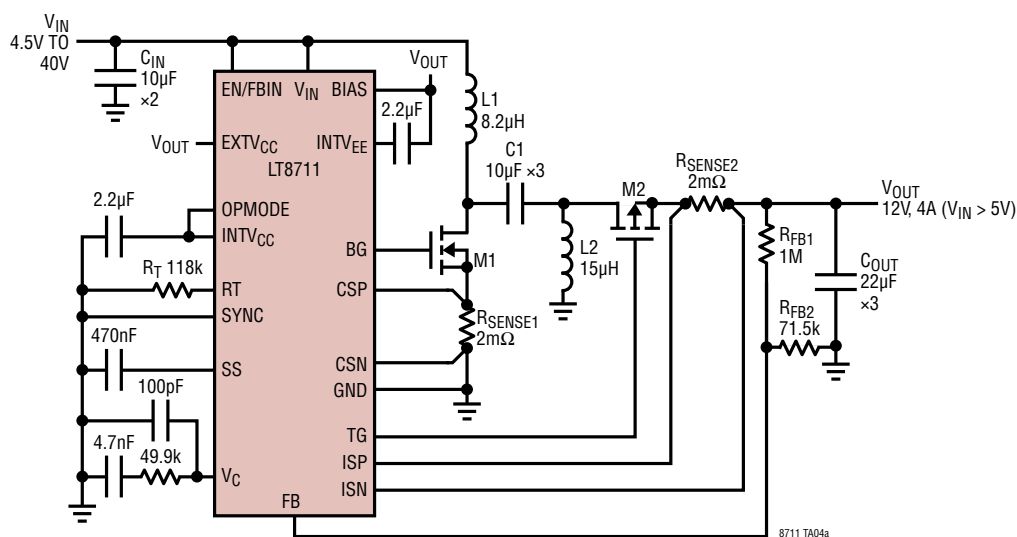 VIN
4.5V TO
40V
CIN
10µF
×2
EN/FBIN
VIN
BIAS
VOUT
2.2µF
L1
8.2µH
VOUT
EXTVCC
INTVEE
LT8711
C1
10µF ×3
RSENSE2
2mΩ
M2
VOUT
12V, 4A (VIN > 5V)
2.2µF
OPMODE
INTVCC
BG
M1
L2
15µH
RFB1
1M
COUT
22µF
×3
RT 118k
RT
CSP
SYNC
RSENSE1
2mΩ
RFB2
71.5k
470nF
SS
CSN
GND
100pF
TG
4.7nF
49.9k
VC
ISP
ISN
FB
8711 TA04a